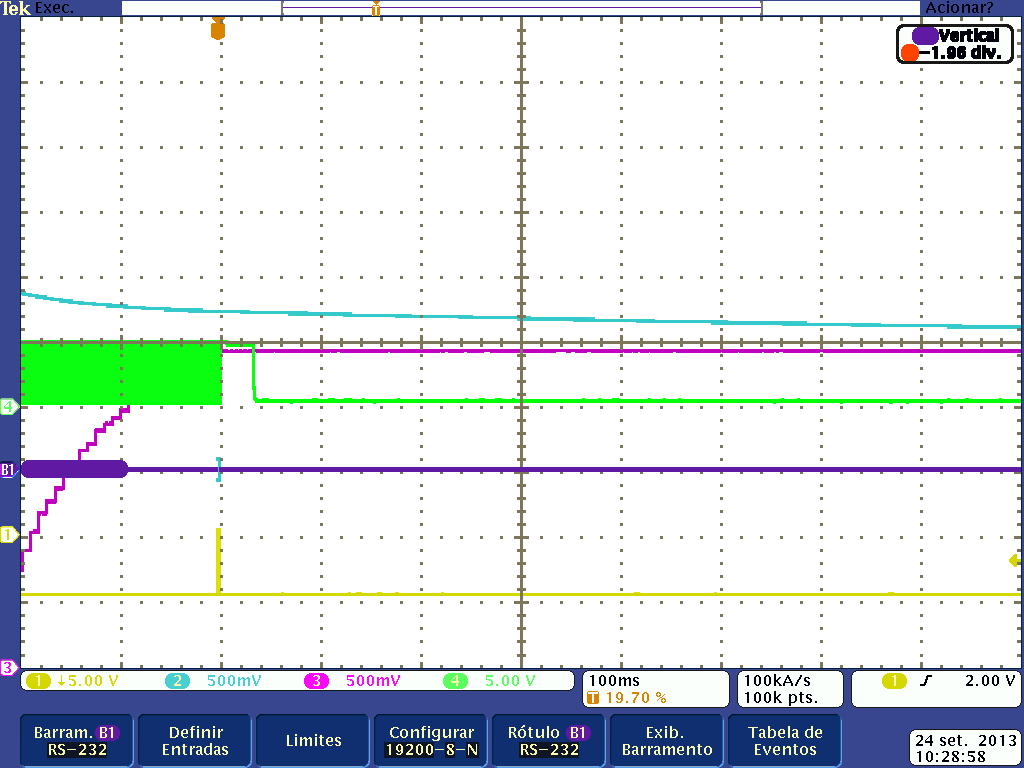 Tek Exec. Acionar?
T
Vertical
-1.96 div.
4
B1
1
3
1 ↓5.00 V 2 500mV 3 500mV 4 5.00 V
100ms
T 19.70 %
100kA/s
100k pts.
1 2.00 V
Barram. B1
RS-232
Definir
Entradas
Limites
Configurar
19200-8-N
Rótulo B1
RS-232
Exib.
Barramento
Tabela de
Eventos
24 set. 2013
10:28:58